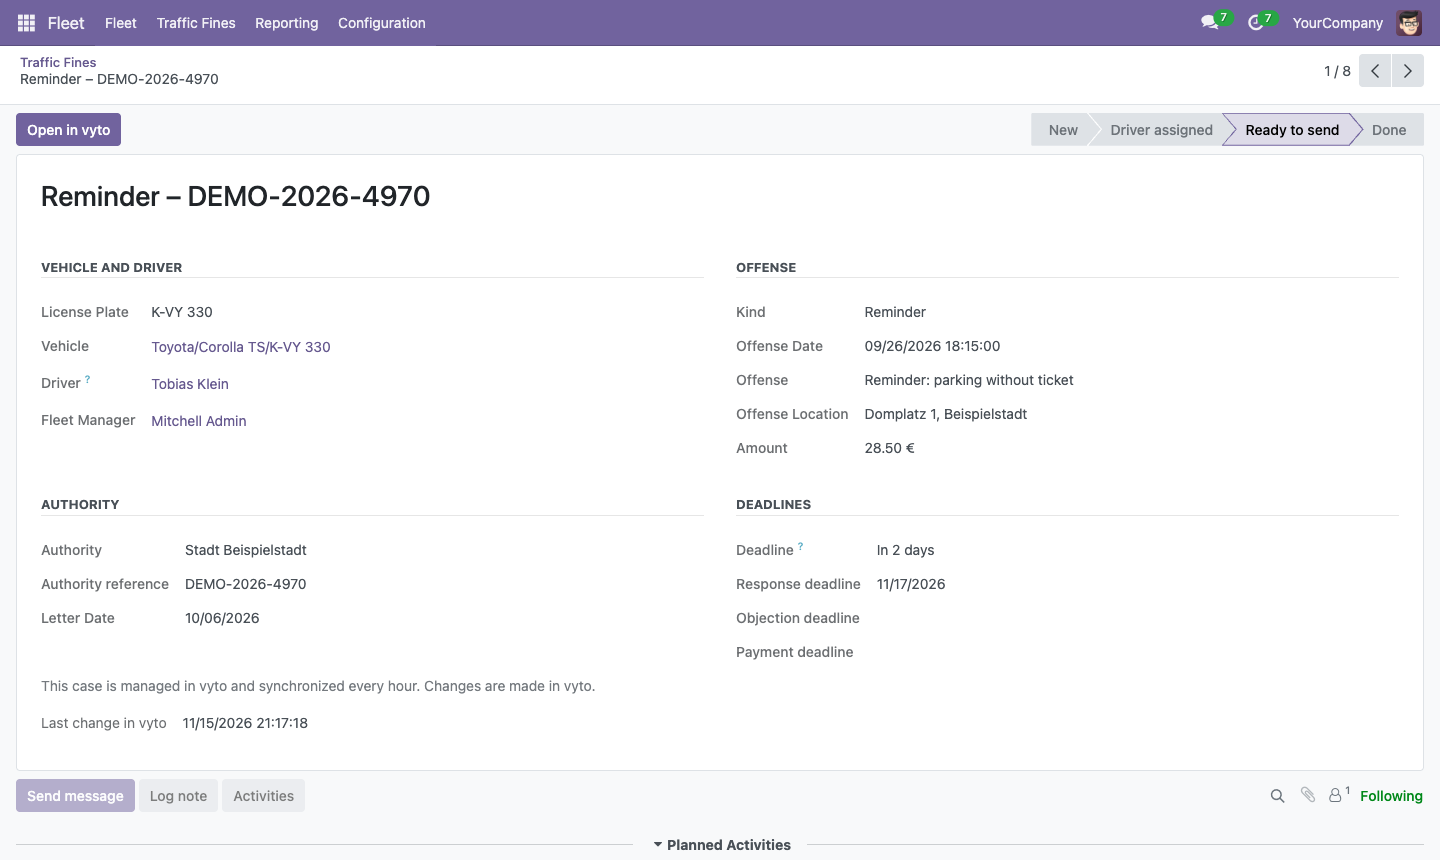 Fleet Fleet Traffic Fines Reporting Configuration 7 7 YourCompany
Traffic Fines
Reminder – DEMO-2026-4970
1 / 8
Open in vyto
New Driver assigned Ready to send Done
Reminder – DEMO-2026-4970
VEHICLE AND DRIVER
License Plate K-VY 330
Vehicle Toyota/Corolla TS/K-VY 330
Driver ? Tobias Klein
Fleet Manager Mitchell Admin
OFFENSE
Kind Reminder
Offense Date 09/26/2026 18:15:00
Offense Reminder: parking without ticket
Offense Location Domplatz 1, Beispielstadt
Amount 28.50 €
AUTHORITY
Authority Stadt Beispielstadt
Authority reference DEMO-2026-4970
Letter Date 10/06/2026
DEADLINES
Deadline ? In 2 days
Response deadline 11/17/2026
Objection deadline
Payment deadline
This case is managed in vyto and synchronized every hour. Changes are made in vyto.
Last change in vyto 11/15/2026 21:17:18
Send message Log note Activities 1 Following
Planned Activities